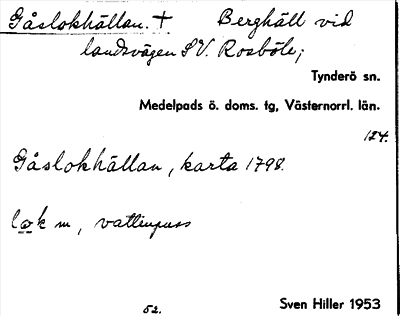 Gåslokhällan. † Berghäll vid
landsvägen SV. Rosböle;
Tynderö sn.
Medelpads ö. doms. tg, Västernorrl. län.
124.
Gåslokhällan, karta 1798.
lok m, vattenpuss
52.
Sven Hiller 1953